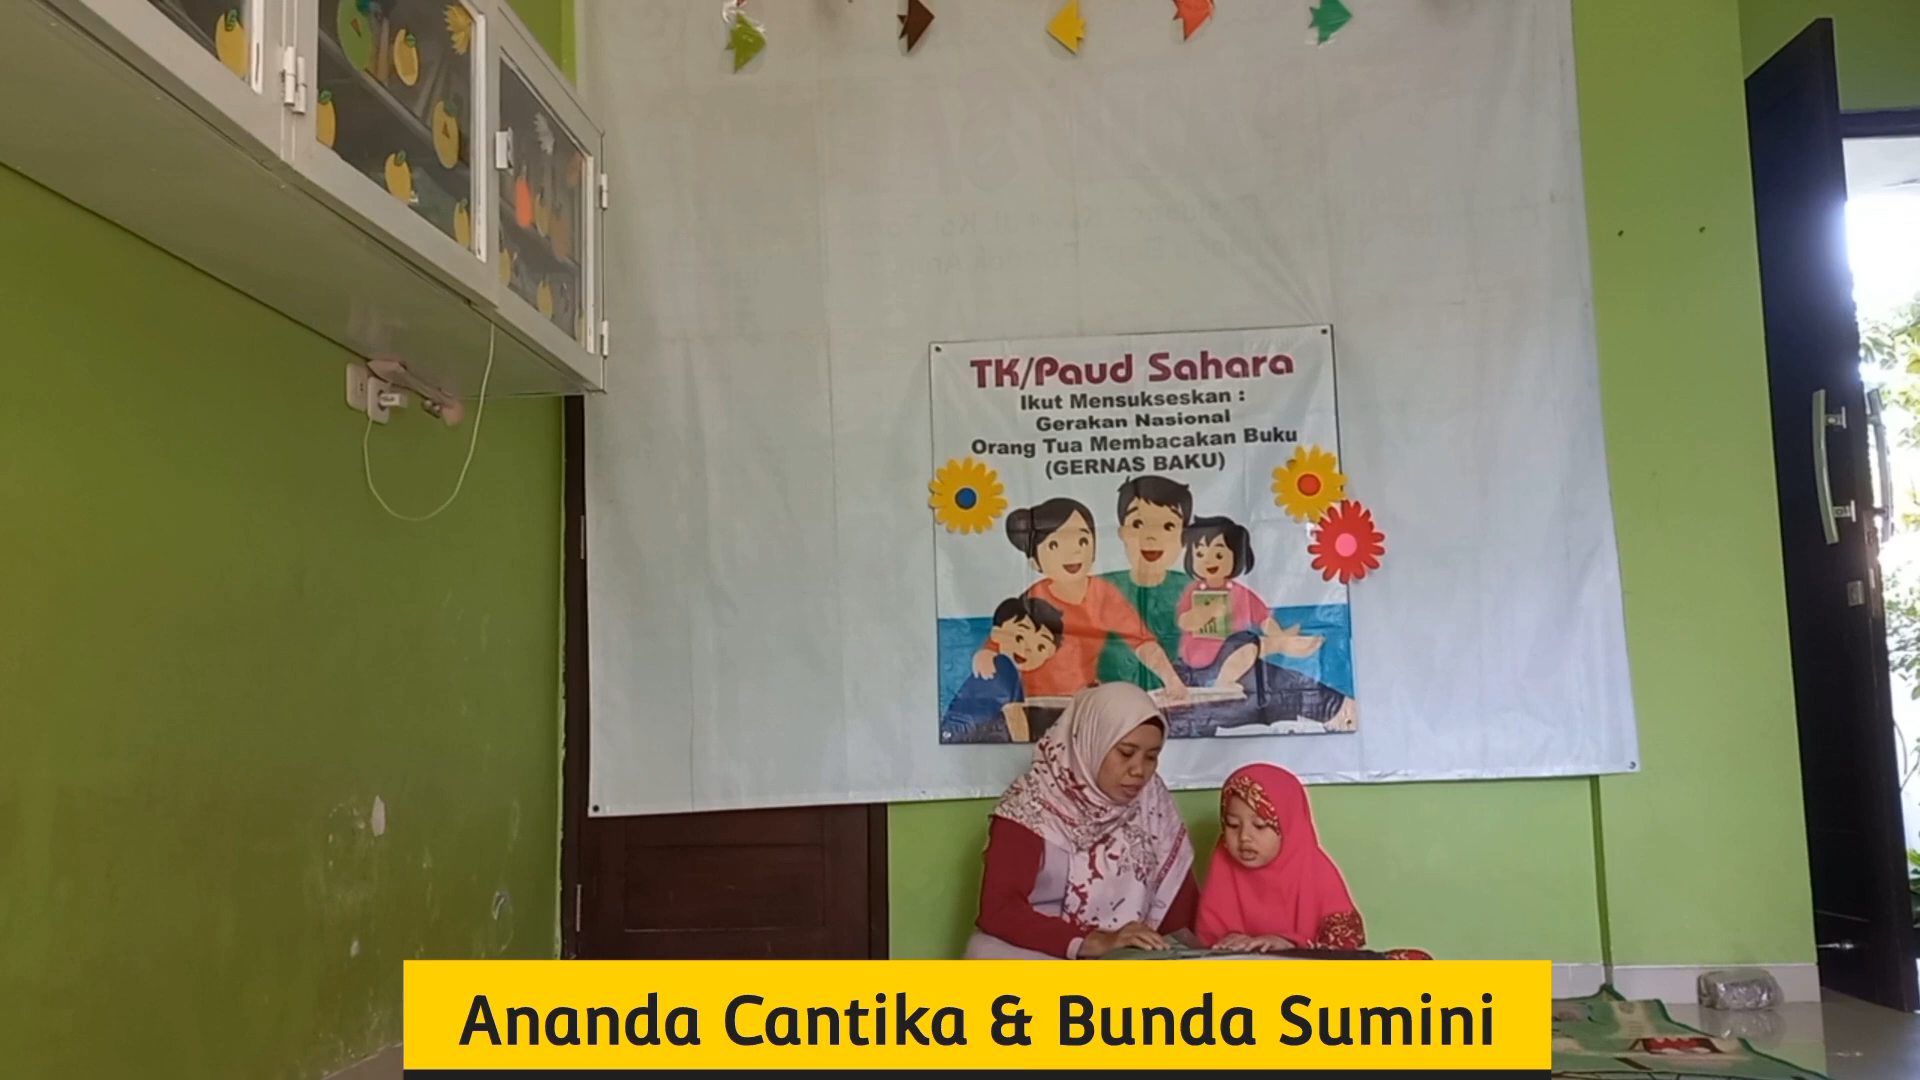 TK/Paud Sahara
Ikut Mensukseskan :
Gerakan Nasional
Orang Tua Membacakan Buku
(GERNAS BAKU)
Ananda Cantika & Bunda Sumini